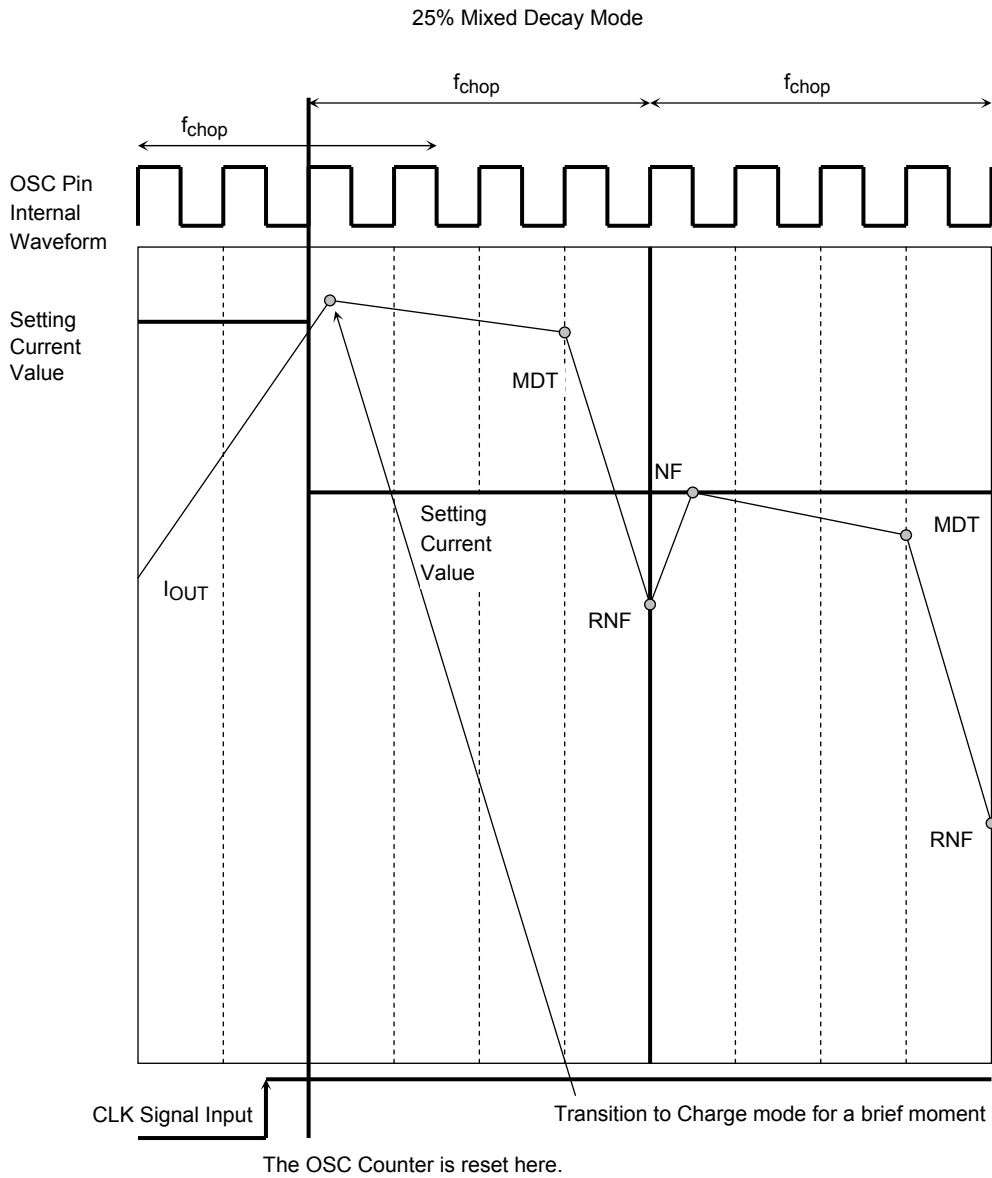 25% Mixed Decay Mode
fchop
fchop
fchop
OSC Pin
Internal
Waveform
Setting
Current
Value
MDT
NF
Setting
Current
Value
MDT
IOUT
RNF
RNF
CLK Signal Input
Transition to Charge mode for a brief moment
The OSC Counter is reset here.